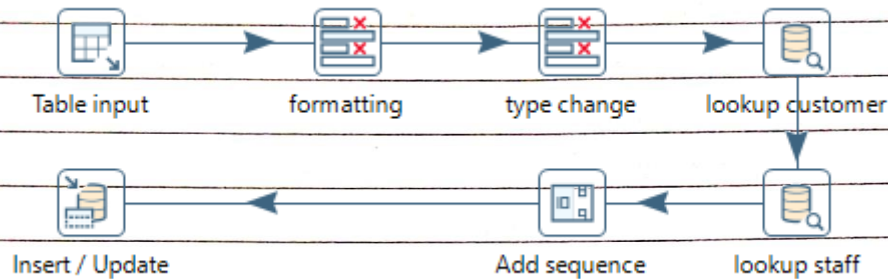 Table input
formatting
type change
lookup customer
Insert / Update
Add sequence
lookup staff